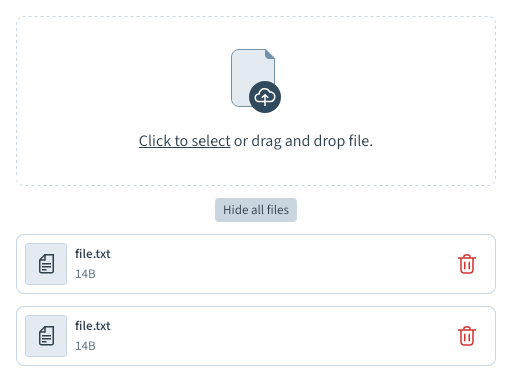 Click to select or drag and drop file.
Hide all files
file.txt
14B
file.txt
14B